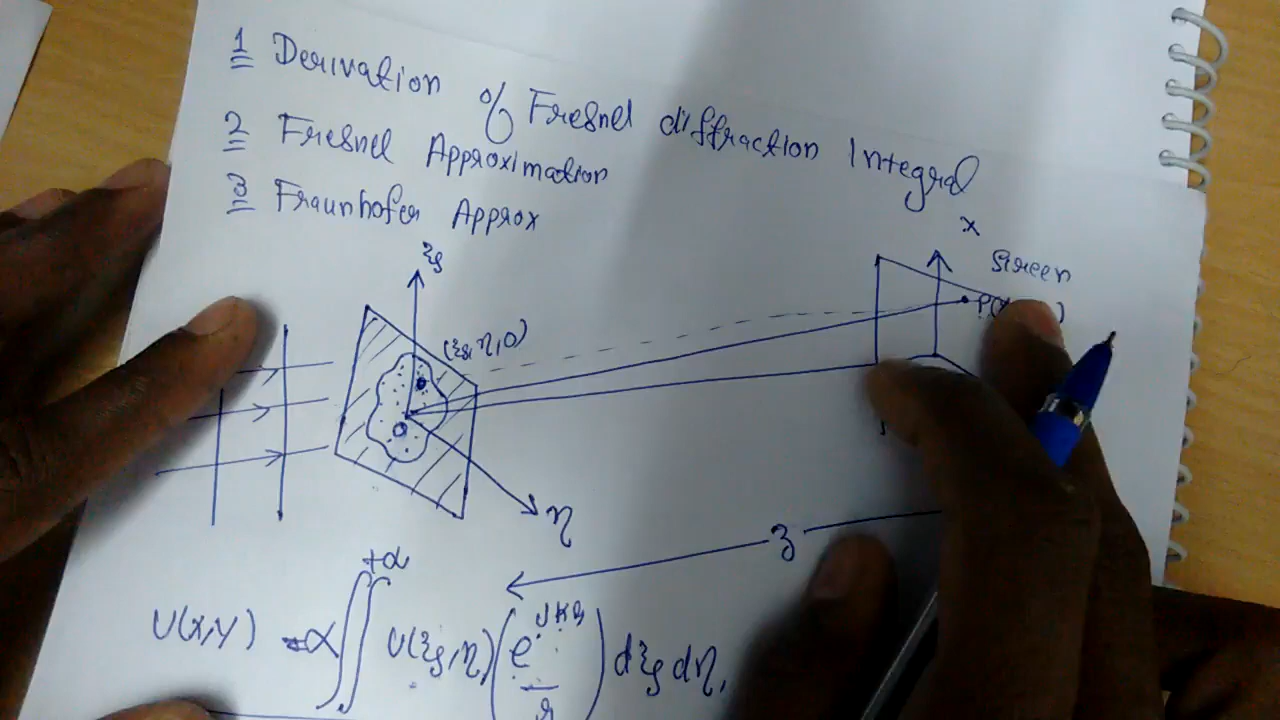 1 Derivation of Fresnel diffraction Integral
2 Fresnel Approximation
3 Fraunhofer Approx
x
ξ
Screen
P(
)
(ξ, η, 0)
η
z
+α
U(x,y) -α ∬ U(ξ,η) (e^jkr / r) dξ dη,